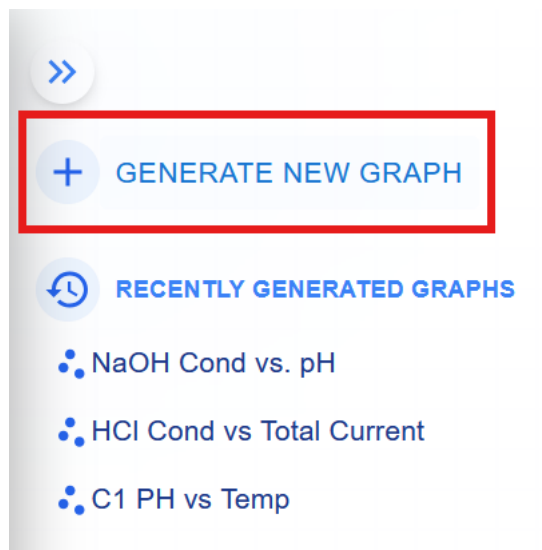 GENERATE NEW GRAPH
RECENTLY GENERATED GRAPHS
NaOH Cond vs. pH
HCl Cond vs Total Current
C1 PH vs Temp